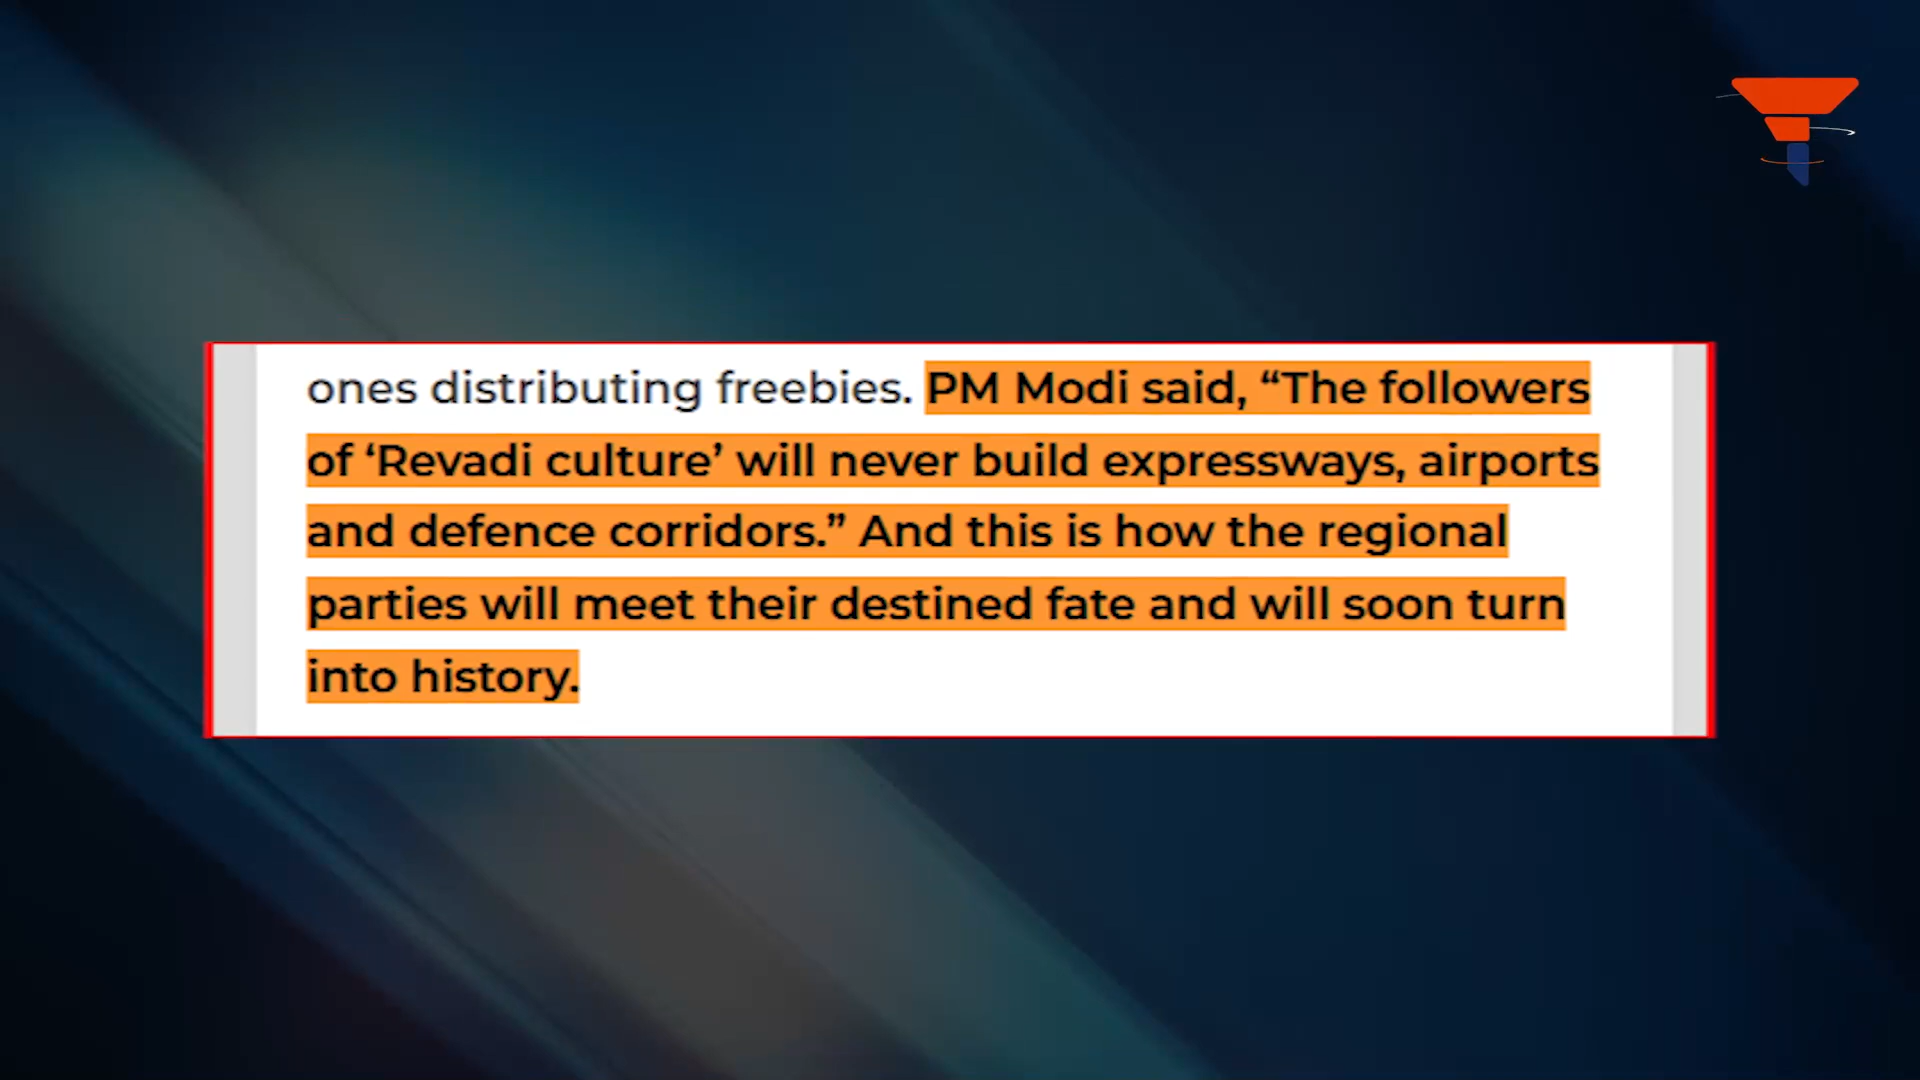 ones distributing freebies. PM Modi said, “The followers
of ‘Revadi culture’ will never build expressways, airports
and defence corridors.” And this is how the regional
parties will meet their destined fate and will soon turn
into history.